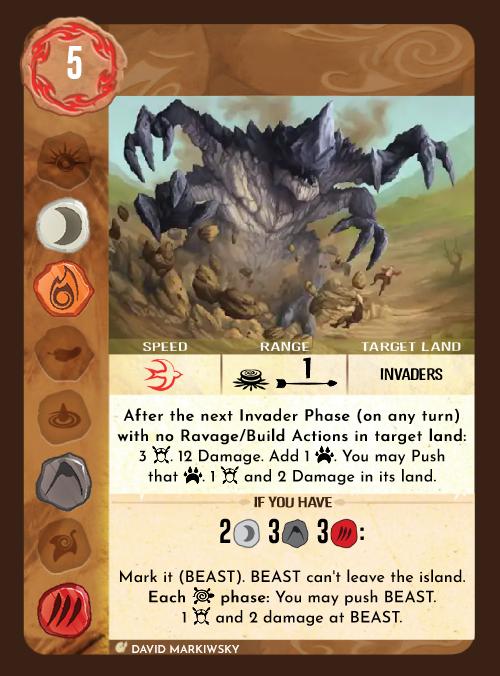 5
SPEED RANGE TARGET LAND
1 INVADERS
After the next Invader Phase (on any turn)
with no Ravage/Build Actions in target land:
3 . 12 Damage. Add 1 . You may Push
that . 1 and 2 Damage in its land.
IF YOU HAVE
2 3 3 :
Mark it (BEAST). BEAST can't leave the island.
Each phase: You may push BEAST.
1 and 2 damage at BEAST.
DAVID MARKIWSKY